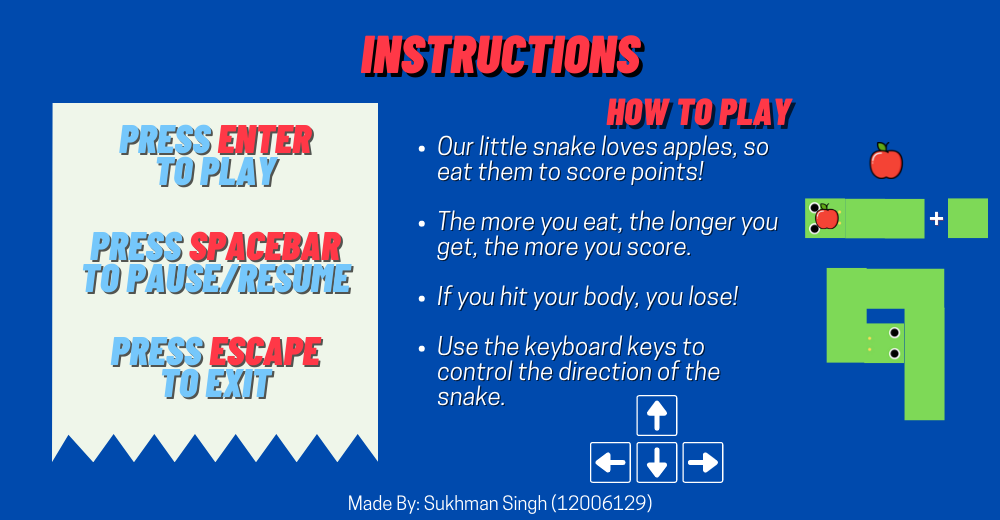 INSTRUCTIONS
PRESS ENTER
TO PLAY
PRESS SPACEBAR
TO PAUSE/RESUME
PRESS ESCAPE
TO EXIT
HOW TO PLAY
• Our little snake loves apples, so
eat them to score points!
• The more you eat, the longer you
get, the more you score.
+
• If you hit your body, you lose!
• Use the keyboard keys to
control the direction of the
snake.
↑
← ↓ →
Made By: Sukhman Singh (12006129)